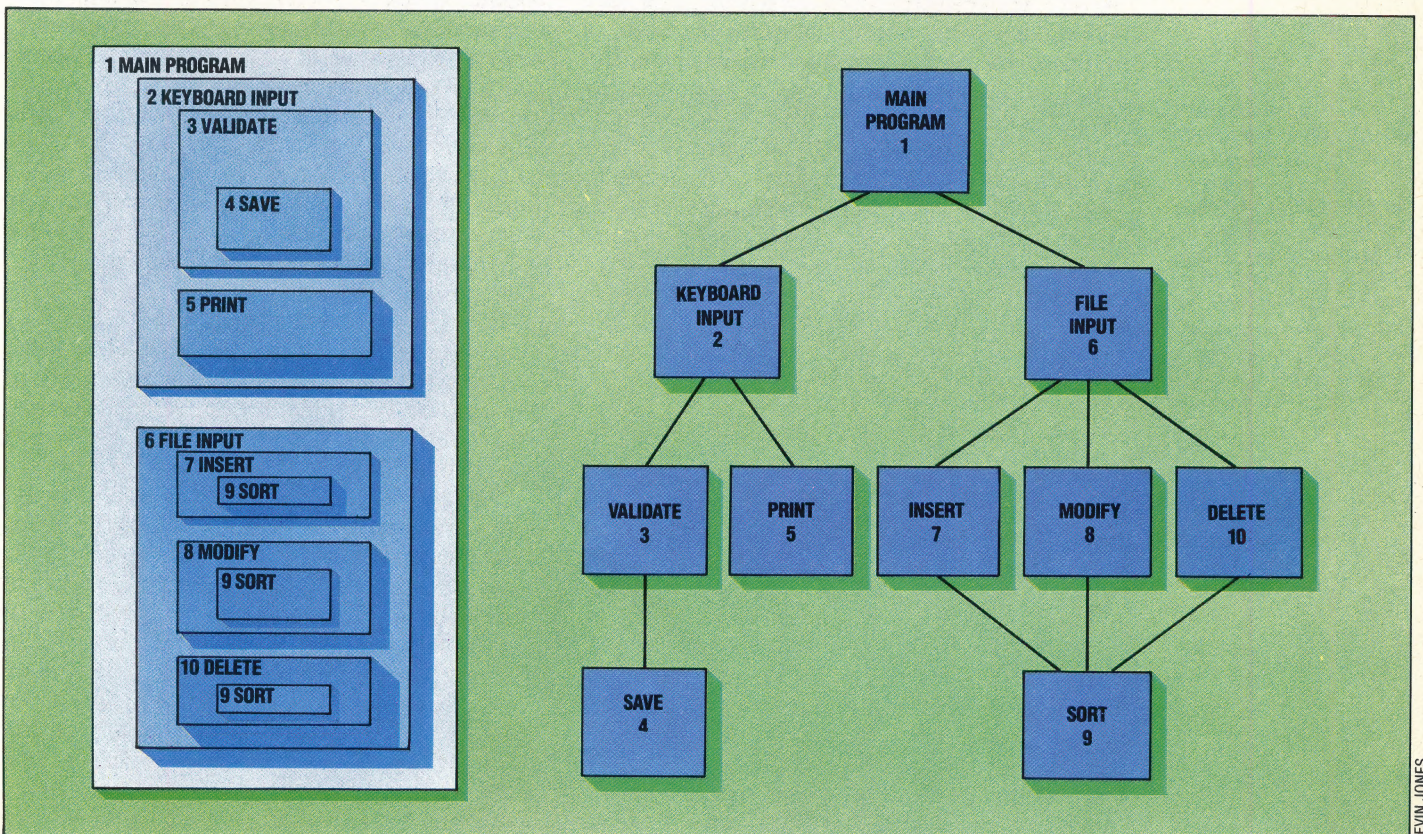 1 MAIN PROGRAM
2 KEYBOARD INPUT
3 VALIDATE
4 SAVE
5 PRINT
6 FILE INPUT
7 INSERT
9 SORT
8 MODIFY
9 SORT
10 DELETE
9 SORT
MAIN
PROGRAM
1
KEYBOARD
INPUT
2
FILE
INPUT
6
VALIDATE
3
PRINT
5
INSERT
7
MODIFY
8
DELETE
10
SAVE
4
SORT
9
JONES